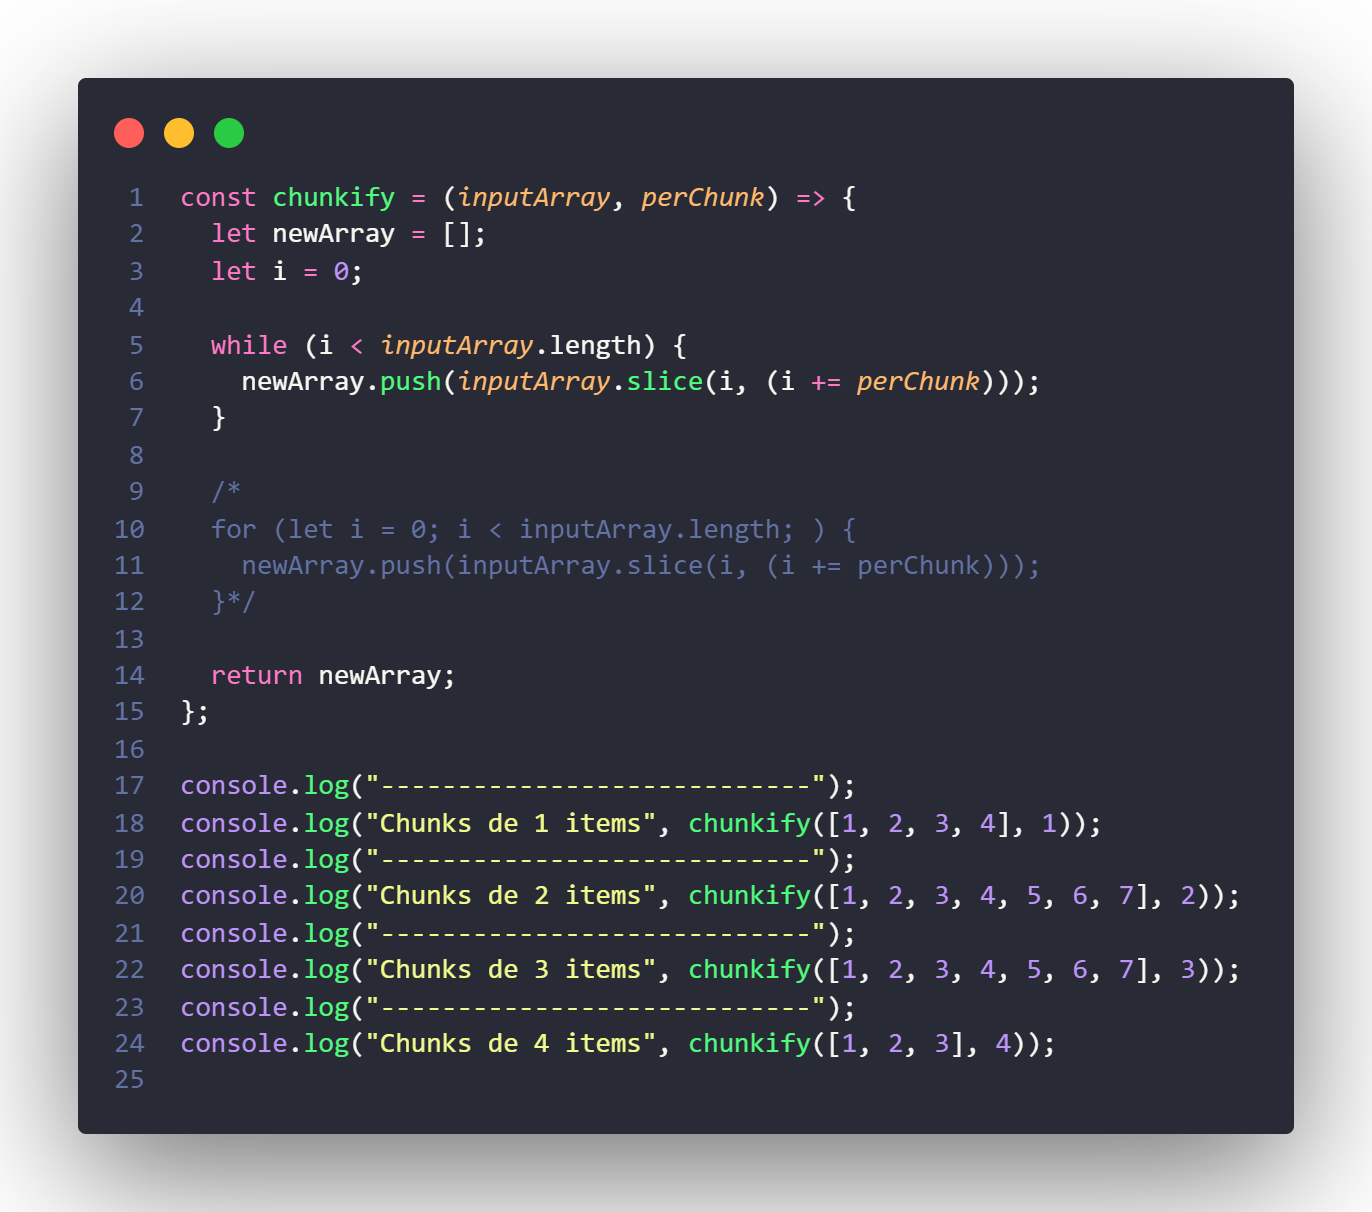 1 const chunkify = (inputArray, perChunk) => {
2   let newArray = [];
3   let i = 0;
4
5   while (i < inputArray.length) {
6     newArray.push(inputArray.slice(i, (i += perChunk)));
7   }
8
9   /*
10   for (let i = 0; i < inputArray.length; ) {
11     newArray.push(inputArray.slice(i, (i += perChunk)));
12   }*/
13
14   return newArray;
15 };
16
17 console.log("----------------------------");
18 console.log("Chunks de 1 items", chunkify([1, 2, 3, 4], 1));
19 console.log("----------------------------");
20 console.log("Chunks de 2 items", chunkify([1, 2, 3, 4, 5, 6, 7], 2));
21 console.log("----------------------------");
22 console.log("Chunks de 3 items", chunkify([1, 2, 3, 4, 5, 6, 7], 3));
23 console.log("----------------------------");
24 console.log("Chunks de 4 items", chunkify([1, 2, 3], 4));
25